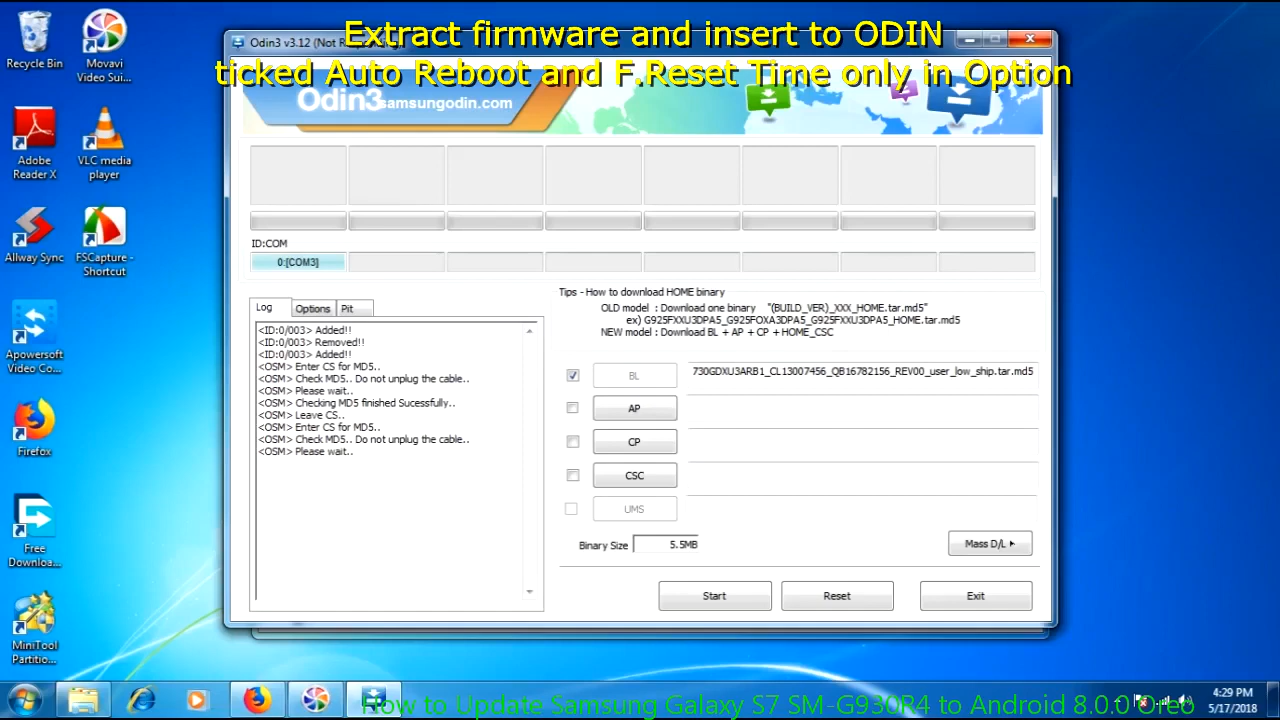 Extract firmware and insert to ODIN
ticked Auto Reboot and F.Reset Time only in Option
Recycle Bin
Movavi
Video Sui...
Adobe
Reader X
VLC media
player
Allway Sync
FSCapture -
Shortcut
Apowersoft
Video Co...
Firefox
Free
Downloa...
MiniTool
Partitio...
Odin3 v3.12 (Not
Odin3
samsungodin.com
ID:COM
0:[COM3]
Log
Options
Pit
<ID:0/003> Added!!
<ID:0/003> Removed!!
<ID:0/003> Added!!
<OSM> Enter CS for MD5..
<OSM> Check MD5.. Do not unplug the cable..
<OSM> Please wait..
<OSM> Checking MD5 finished Sucessfully..
<OSM> Leave CS..
<OSM> Enter CS for MD5..
<OSM> Check MD5.. Do not unplug the cable..
<OSM> Please wait..
Tips - How to download HOME binary
OLD model : Download one binary "(BUILD_VER)_XXX_HOME.tar.md5"
ex) G925FXXU3DPA5_G925FOXA3DPA5_G925FXXU3DPA5_HOME.tar.md5
NEW model : Download BL + AP + CP + HOME_CSC
BL
730GDXU3ARB1_CL13007456_QB16782156_REV00_user_low_ship.tar.md5
AP
CP
CSC
UMS
Binary Size
5.5MB
Mass D/L
Start
Reset
Exit
How to Update Samsung Galaxy S7 SM-G930R4 to Android 8.0.0 Oreo
4:29 PM
5/17/2018